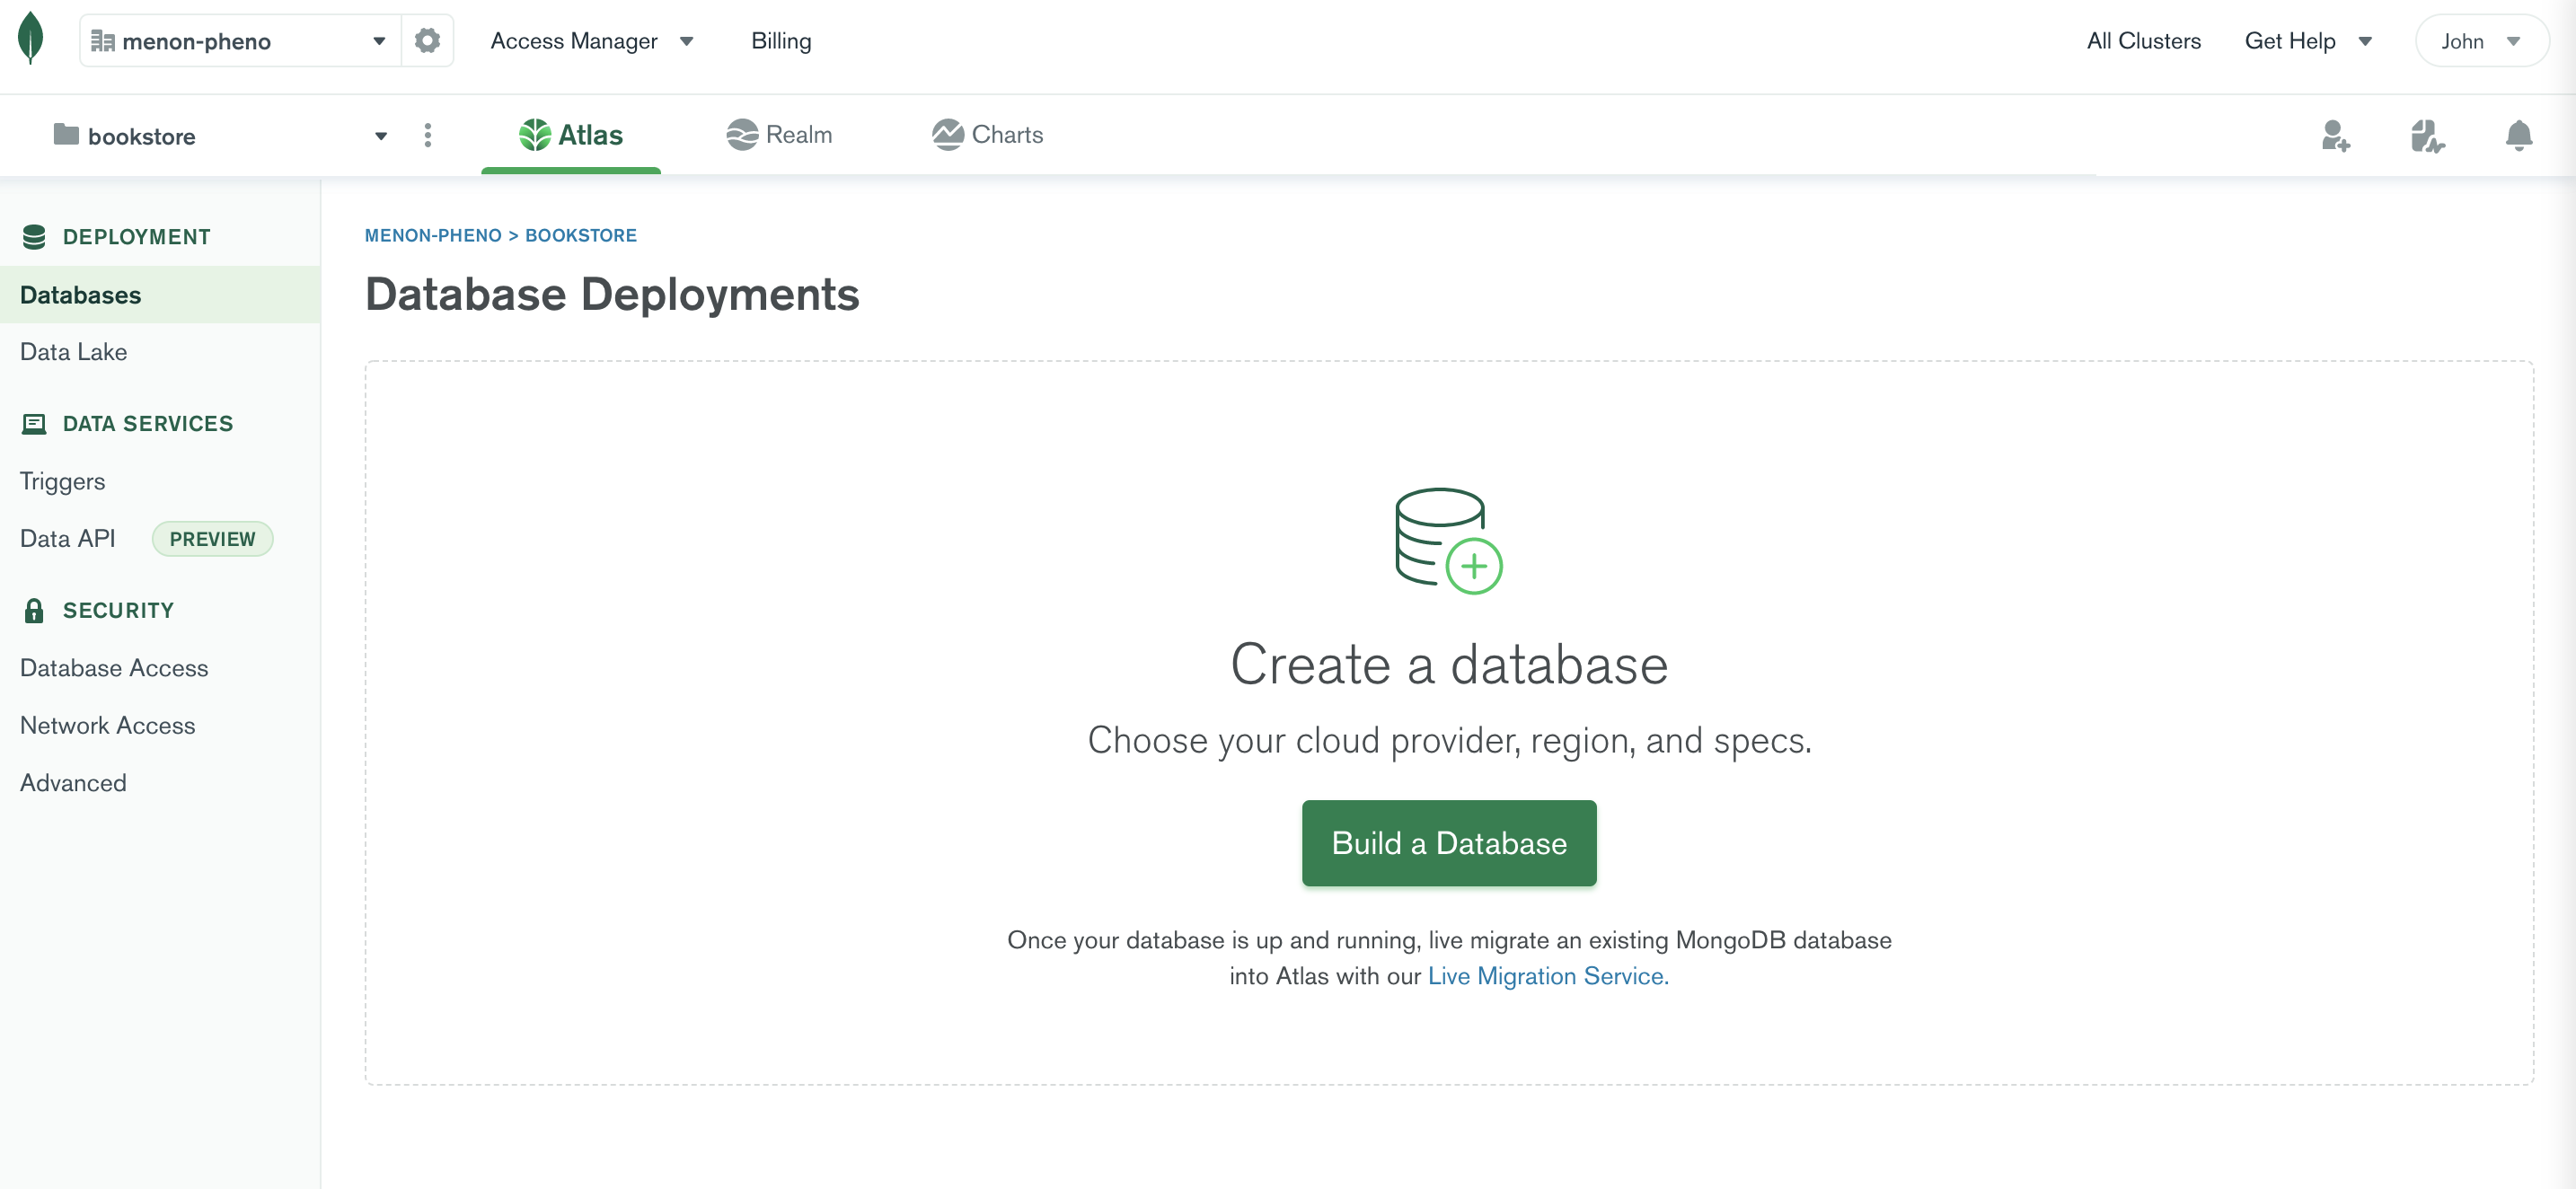 menon-pheno
Access Manager
Billing
All Clusters
Get Help
John
bookstore
Atlas
Realm
Charts
DEPLOYMENT
Databases
Data Lake
DATA SERVICES
Triggers
Data API PREVIEW
SECURITY
Database Access
Network Access
Advanced
MENON-PHENO > BOOKSTORE
Database Deployments
Create a database
Choose your cloud provider, region, and specs.
Build a Database
Once your database is up and running, live migrate an existing MongoDB database
into Atlas with our Live Migration Service.